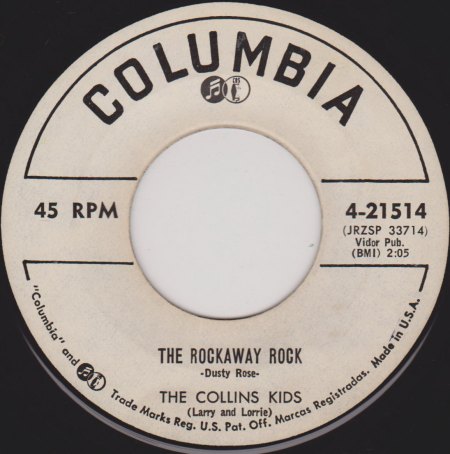 COLUMBIA
CBS
45 RPM
4-21514
(JRZSP 33714)
Vidor Pub.
(BMI) 2:05
THE ROCKAWAY ROCK
-Dusty Rose-
THE COLLINS KIDS
(Larry and Lorrie)
"Columbia" and Trade Marks Reg. U.S. Pat. Off. Marcas Registradas. Made in U.S.A.